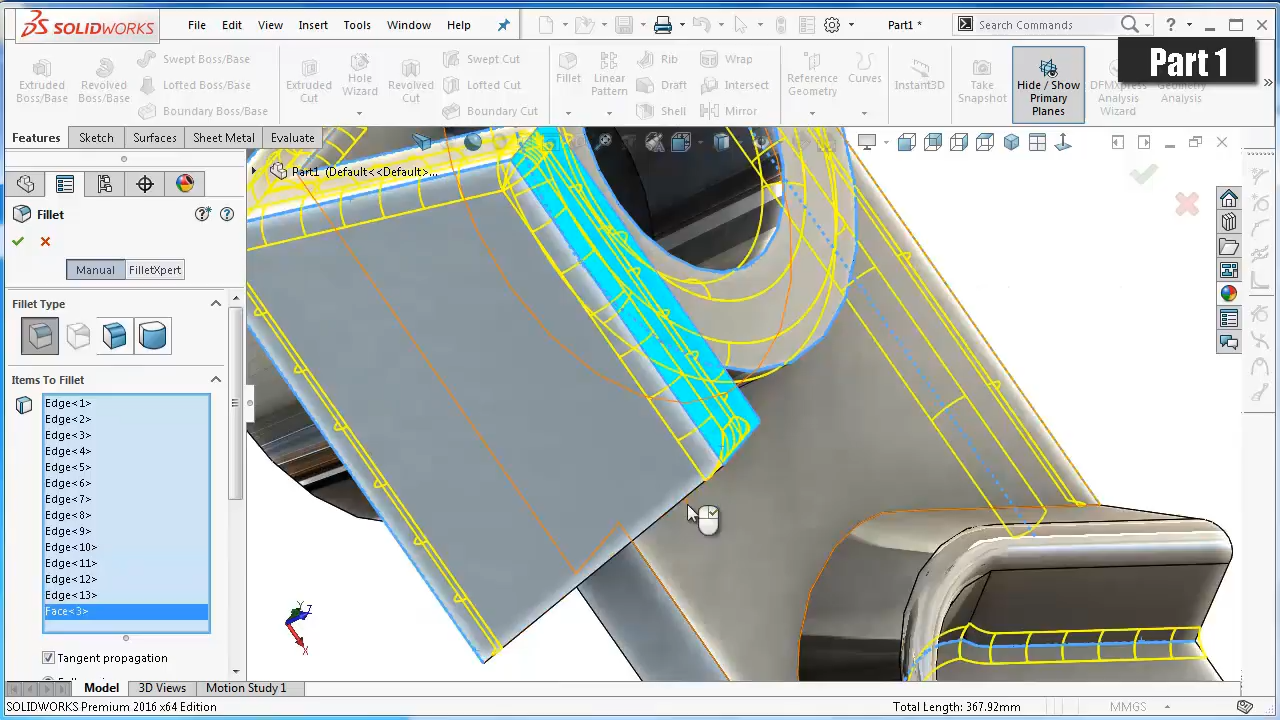 SOLIDWORKS File Edit View Insert Tools Window Help Part1 * Search Commands ?
Part 1
Extruded Boss/Base
Revolved Boss/Base
Swept Boss/Base
Lofted Boss/Base
Boundary Boss/Base
Extruded Cut
Hole Wizard
Revolved Cut
Swept Cut
Lofted Cut
Boundary Cut
Fillet
Linear Pattern
Rib
Draft
Shell
Wrap
Intersect
Mirror
Reference Geometry
Curves
Instant3D
Take Snapshot
Hide / Show Primary Planes
DFMXpress Analysis Wizard
Geometry Analysis
Features Sketch Surfaces Sheet Metal Evaluate
Part1 (Default<<Default>...
Fillet
Manual FilletXpert
Fillet Type
Items To Fillet
Edge<1>
Edge<2>
Edge<3>
Edge<4>
Edge<5>
Edge<6>
Edge<7>
Edge<8>
Edge<9>
Edge<10>
Edge<11>
Edge<12>
Edge<13>
Face<3>
Tangent propagation
Y Z
X
Model 3D Views Motion Study 1
SOLIDWORKS Premium 2016 x64 Edition Total Length: 367.92mm MMGS